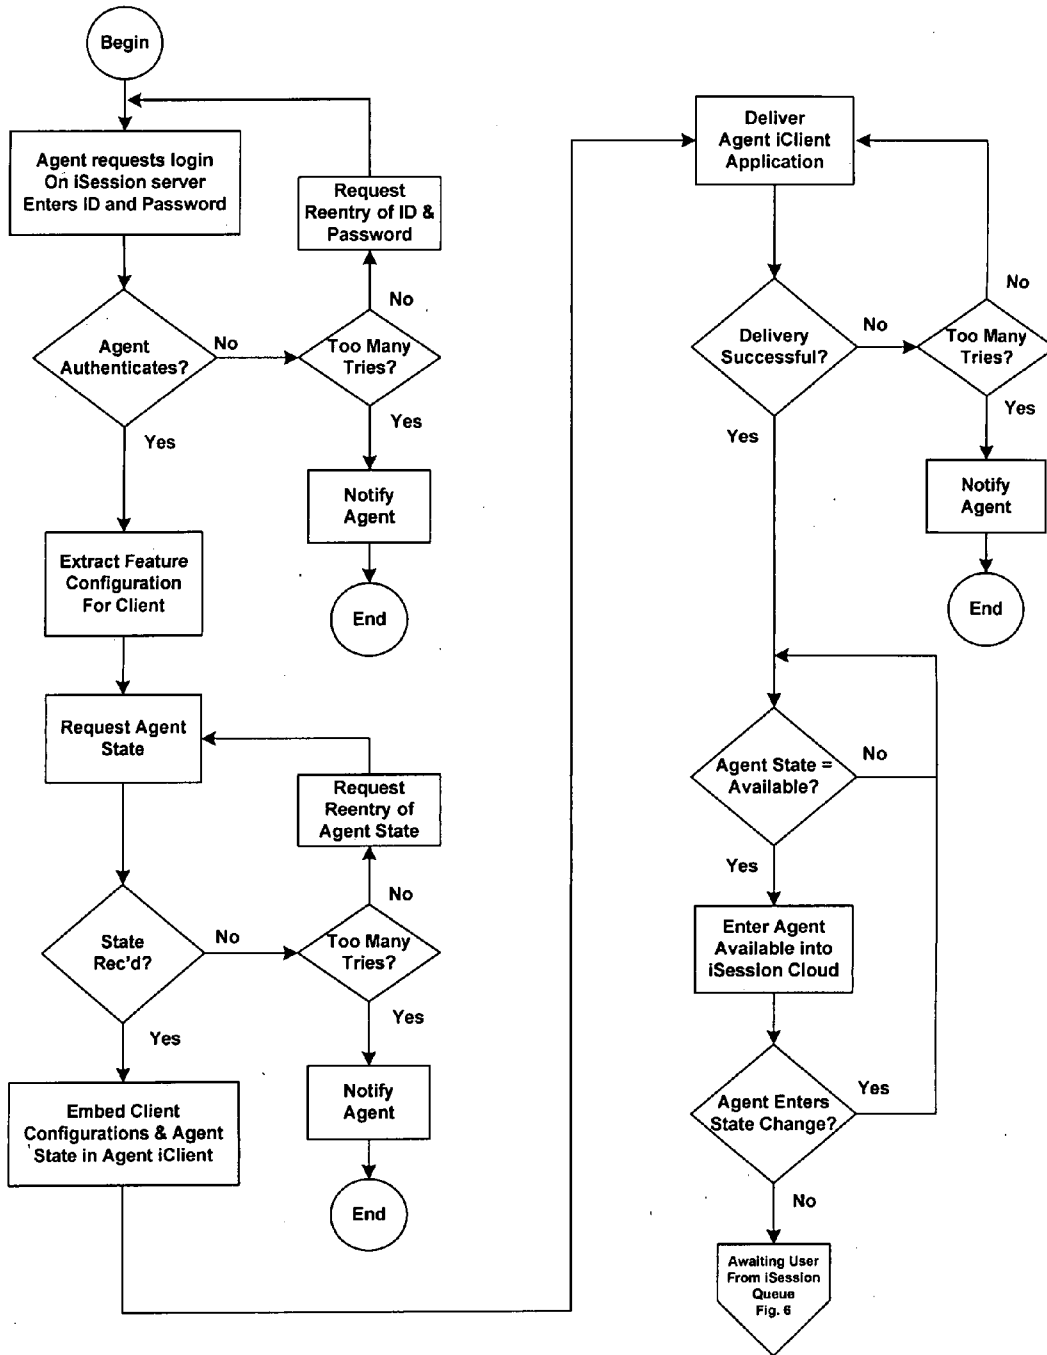 Begin
Agent requests login
On iSession server
Enters ID and Password
Request
Reentry of ID &
Password
Agent
Authenticates?
No
No
Too Many
Tries?
Yes
Yes
Notify
Agent
End
Extract Feature
Configuration
For Client
Request Agent
State
Request
Reentry of
Agent State
State
Rec'd?
No
No
Too Many
Tries?
Yes
Yes
Notify
Agent
End
Embed Client
Configurations & Agent
State in Agent iClient
Deliver
Agent iClient
Application
Delivery
Successful?
No
No
Too Many
Tries?
Yes
Yes
Notify
Agent
End
Agent State =
Available?
No
Yes
Enter Agent
Available into
iSession Cloud
Agent Enters
State Change?
Yes
No
Awaiting User
From iSession
Queue
Fig. 6